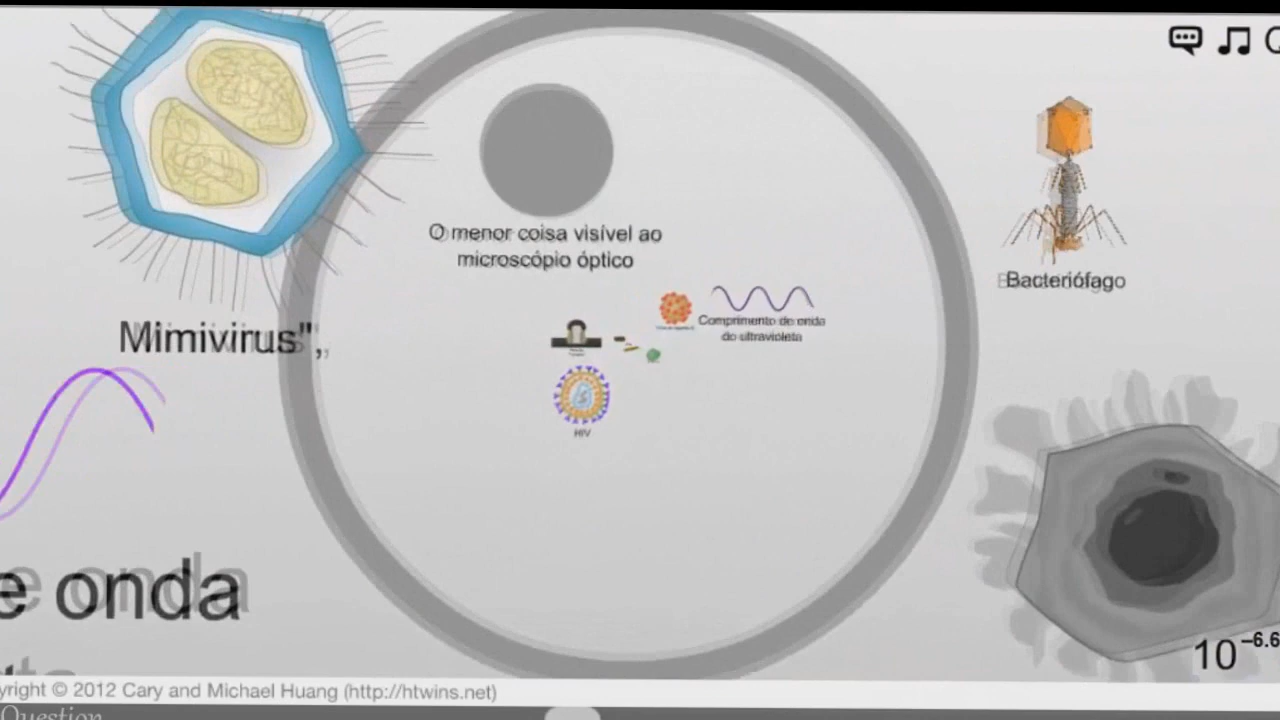 O menor coisa visível ao
microscópio óptico
Bacteriófago
Comprimento de onda
do ultravioleta
Mimivirus",
HIV
e onda
10 –6.6
yright © 2012 Cary and Michael Huang (http://htwins.net)
Question